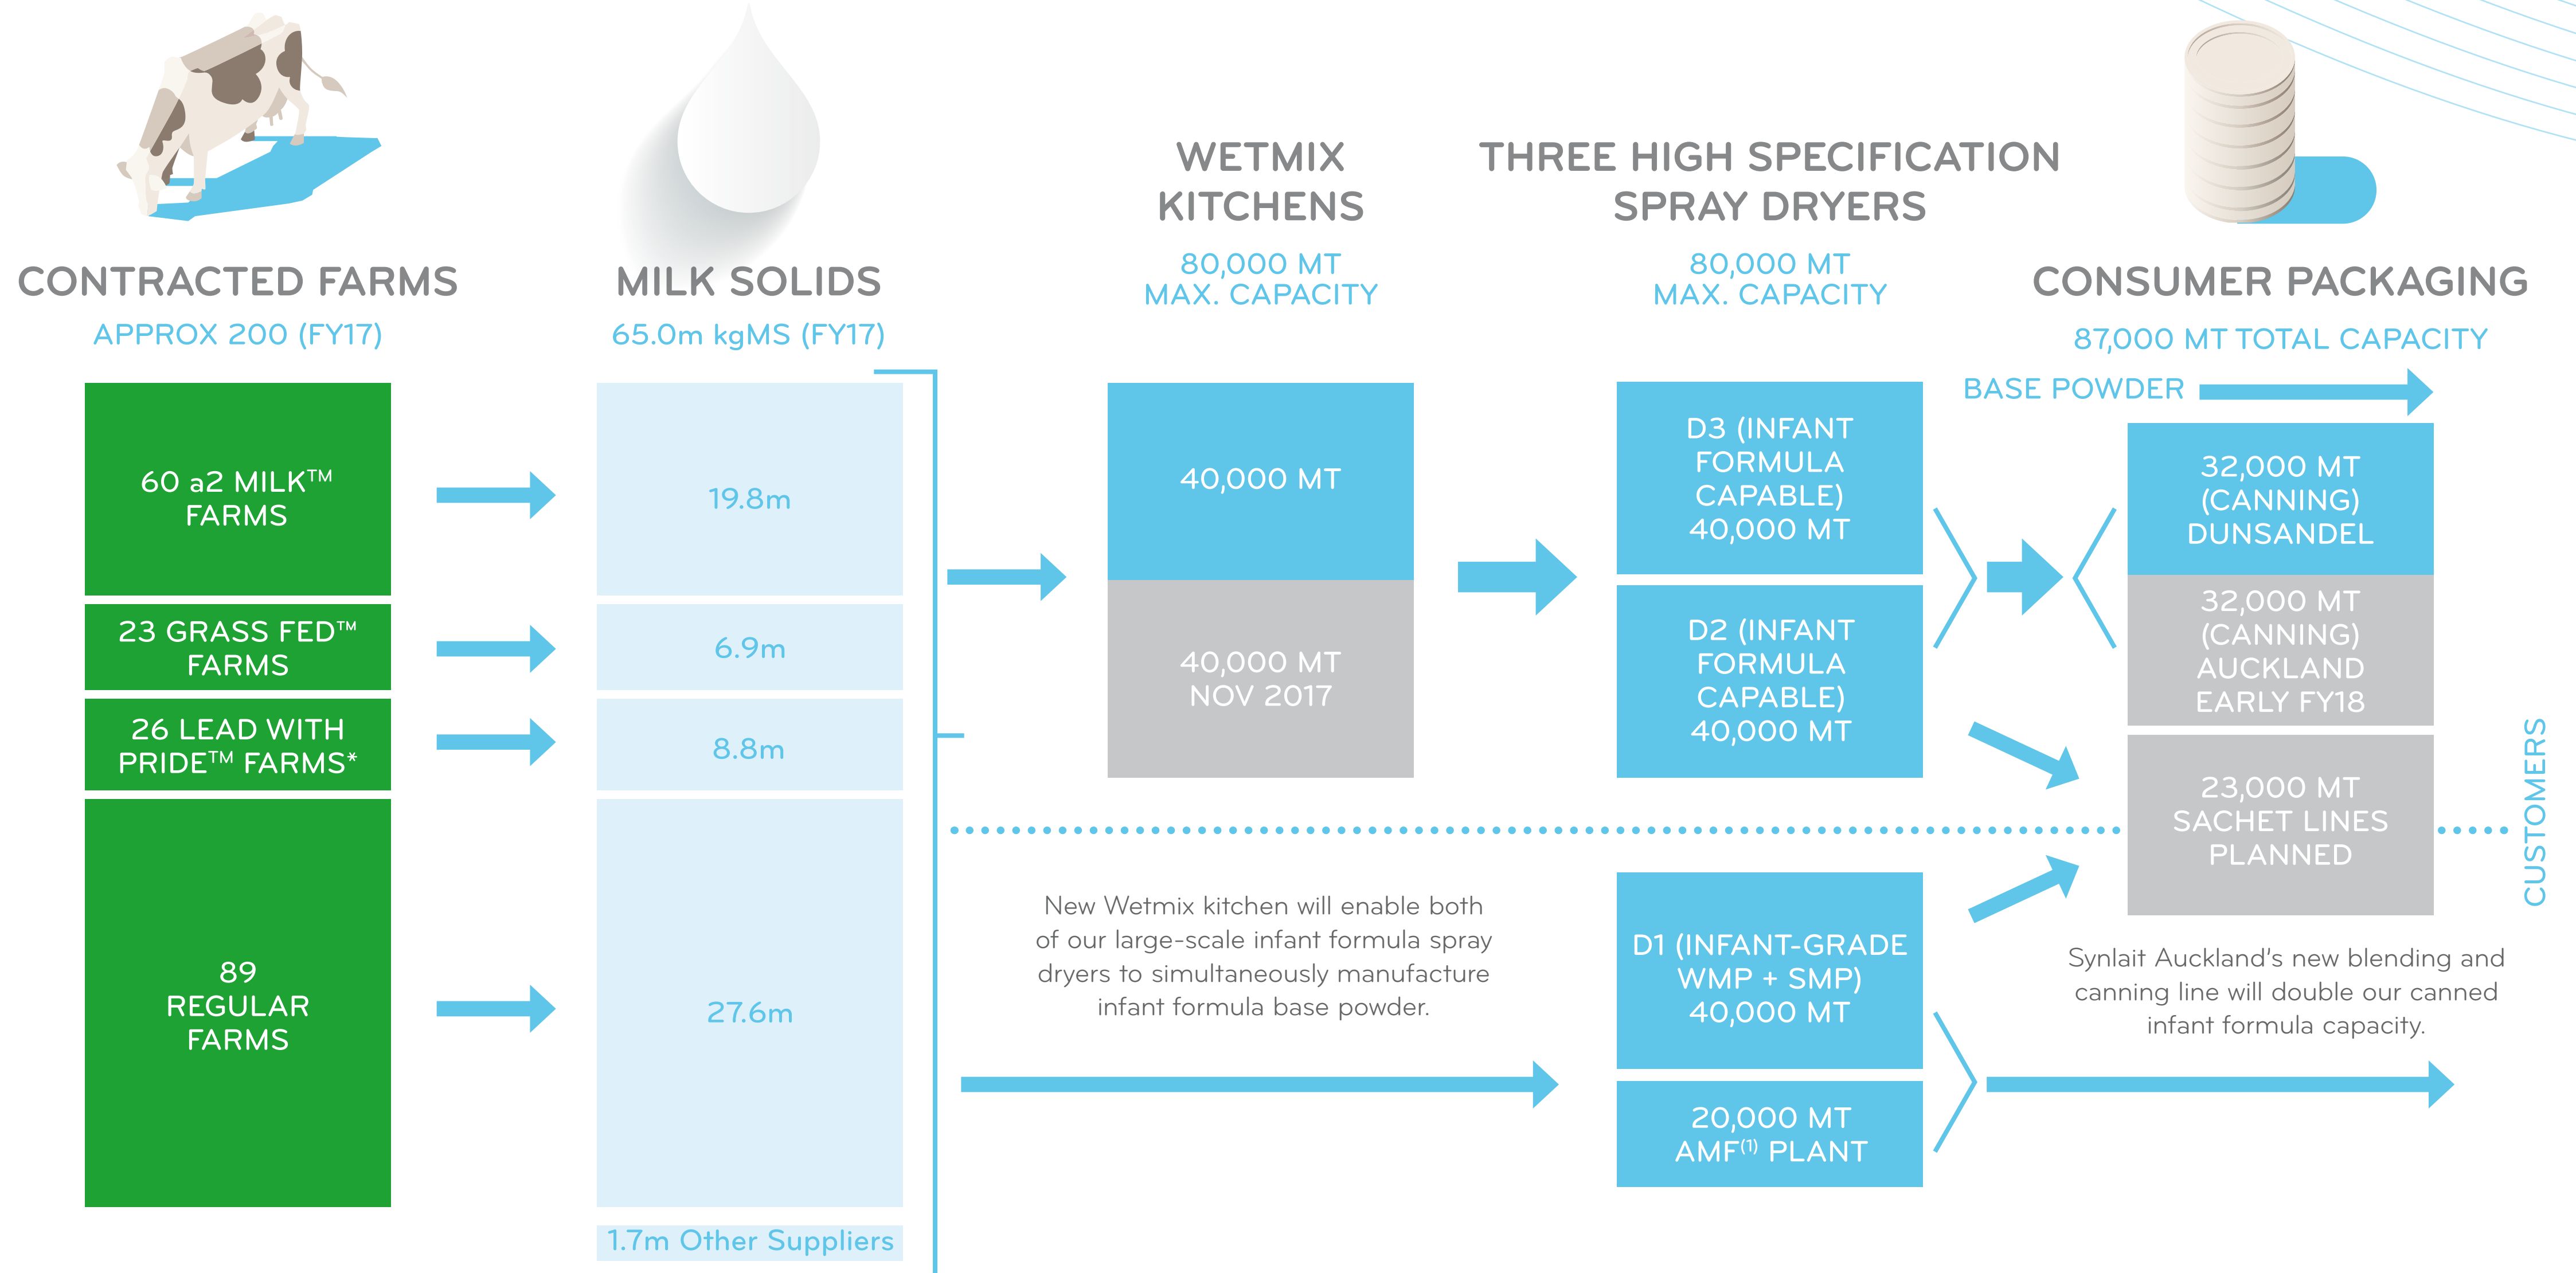 CONTRACTED FARMS
APPROX 200 (FY17)
60 a2 MILK™
FARMS
23 GRASS FED™
FARMS
26 LEAD WITH
PRIDE™ FARMS*
89
REGULAR
FARMS
MILK SOLIDS
65.0m kgMS (FY17)
19.8m
6.9m
8.8m
27.6m
1.7m Other Suppliers
WETMIX
KITCHENS
80,000 MT
MAX. CAPACITY
40,000 MT
40,000 MT
NOV 2017
New Wetmix kitchen will enable both
of our large-scale infant formula spray
dryers to simultaneously manufacture
infant formula base powder.
THREE HIGH SPECIFICATION
SPRAY DRYERS
80,000 MT
MAX. CAPACITY
D3 (INFANT
FORMULA
CAPABLE)
40,000 MT
D2 (INFANT
FORMULA
CAPABLE)
40,000 MT
D1 (INFANT-GRADE
WMP + SMP)
40,000 MT
20,000 MT
AMF(1) PLANT
CONSUMER PACKAGING
87,000 MT TOTAL CAPACITY
BASE POWDER
32,000 MT
(CANNING)
DUNSANDEL
32,000 MT
(CANNING)
AUCKLAND
EARLY FY18
23,000 MT
SACHET LINES
PLANNED
Synlait Auckland's new blending and
canning line will double our canned
infant formula capacity.
CUSTOMERS